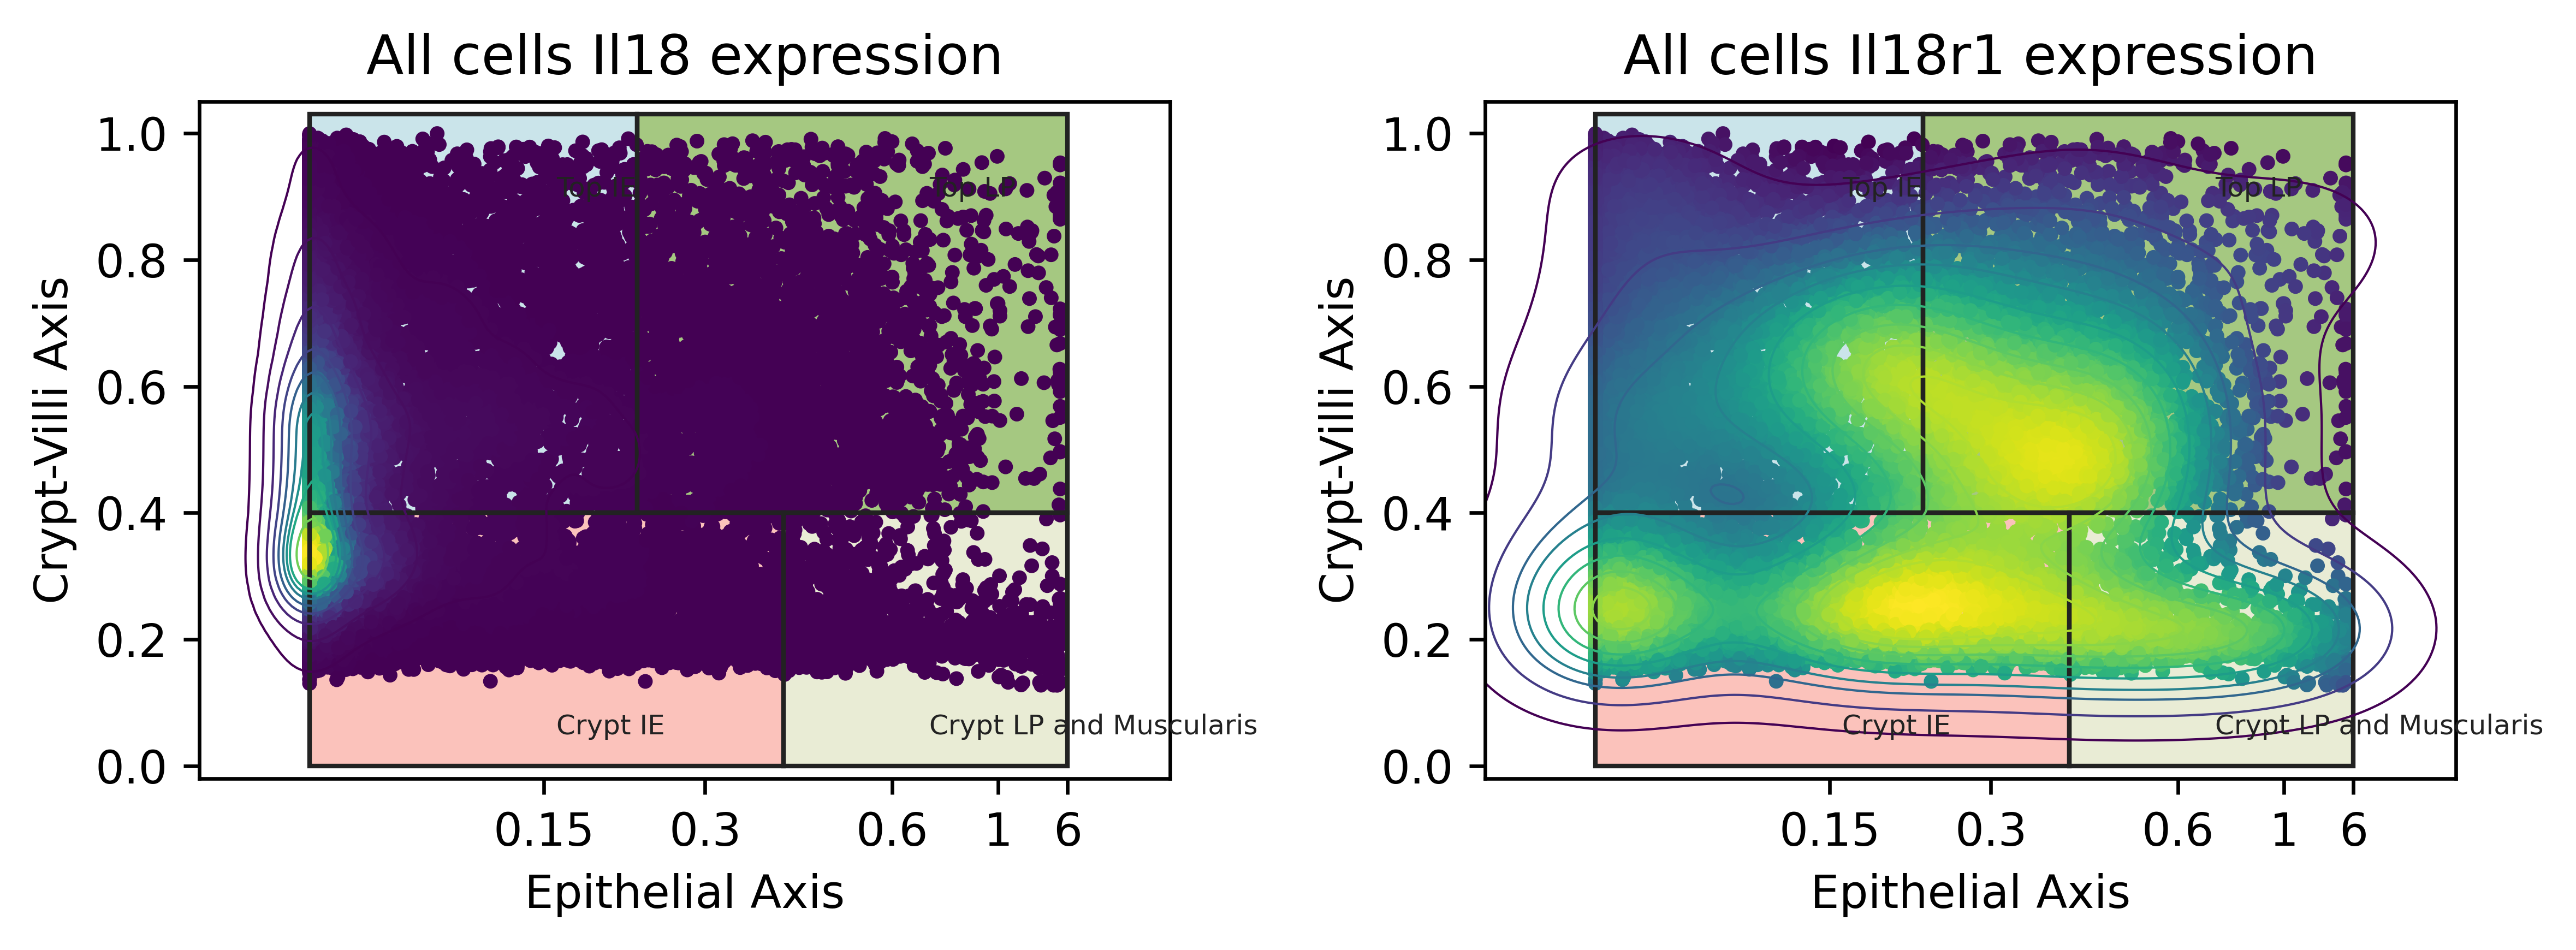 All cells Il18 expression
Crypt-Villi Axis
1.0
0.8
0.6
0.4
0.2
0.0
Top IE
Top LP
Crypt IE
Crypt LP and Muscularis
0.15 0.3 0.6 1 6
Epithelial Axis
All cells Il18r1 expression
Crypt-Villi Axis
1.0
0.8
0.6
0.4
0.2
0.0
Top IE
Top LP
Crypt IE
Crypt LP and Muscularis
0.15 0.3 0.6 1 6
Epithelial Axis